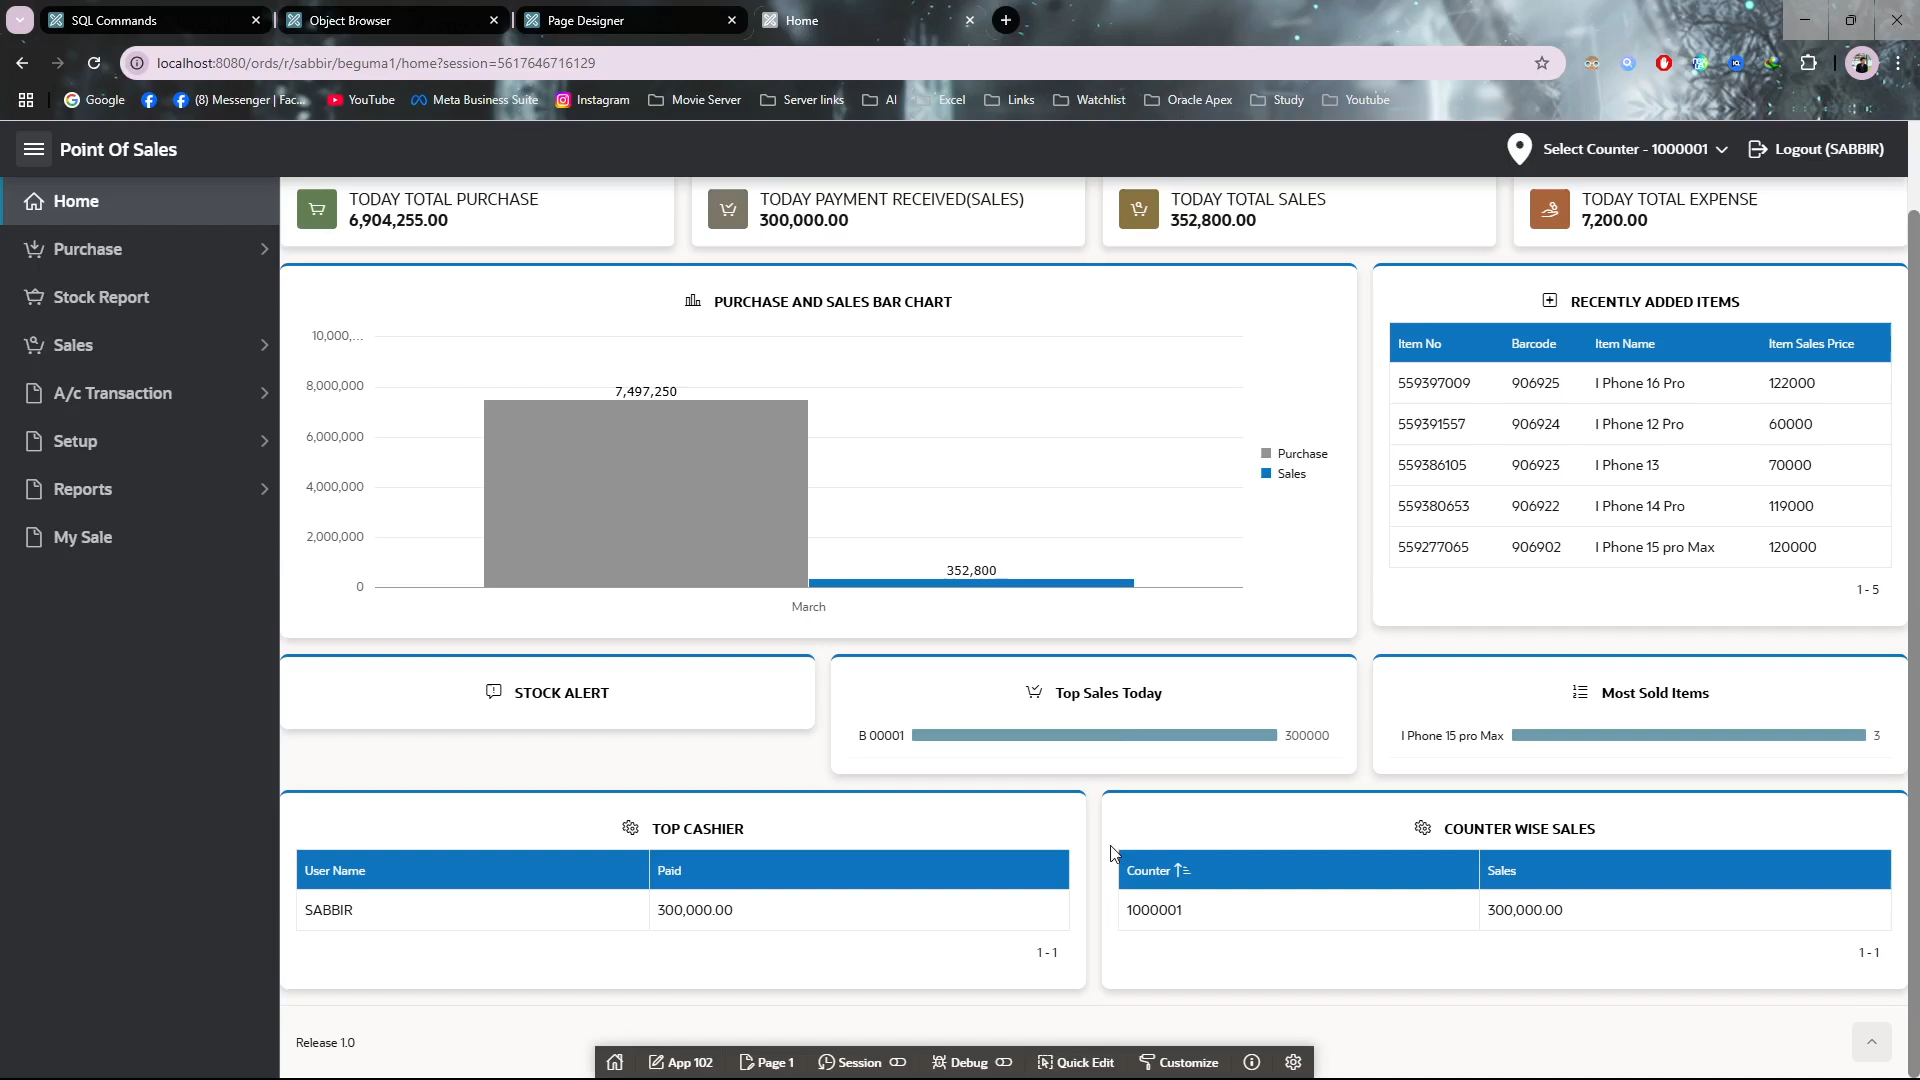 SQL Commands
Object Browser
Page Designer
Home
localhost:8080/ords/r/sabbir/beguma1/home?session=5617646716129
Google
(8) Messenger | Fac...
YouTube
Meta Business Suite
Instagram
Movie Server
Server links
AI
Excel
Links
Watchlist
Oracle Apex
Study
Youtube
Point Of Sales
Select Counter - 1000001
Logout (SABBIR)
Home
Purchase
Stock Report
Sales
A/c Transaction
Setup
Reports
My Sale
TODAY TOTAL PURCHASE
6,904,255.00
TODAY PAYMENT RECEIVED(SALES)
300,000.00
TODAY TOTAL SALES
352,800.00
TODAY TOTAL EXPENSE
7,200.00
PURCHASE AND SALES BAR CHART
10,000,...
8,000,000
6,000,000
4,000,000
2,000,000
0
7,497,250
352,800
March
Purchase
Sales
RECENTLY ADDED ITEMS
Item No Barcode Item Name Item Sales Price
559397009 906925 I Phone 16 Pro 122000
559391557 906924 I Phone 12 Pro 60000
559386105 906923 I Phone 13 70000
559380653 906922 I Phone 14 Pro 119000
559277065 906902 I Phone 15 pro Max 120000
1 - 5
STOCK ALERT
Top Sales Today
B 00001 300000
Most Sold Items
I Phone 15 pro Max 3
TOP CASHIER
User Name Paid
SABBIR 300,000.00
1 - 1
COUNTER WISE SALES
Counter Sales
1000001 300,000.00
1 - 1
Release 1.0
App 102
Page 1
Session
Debug
Quick Edit
Customize